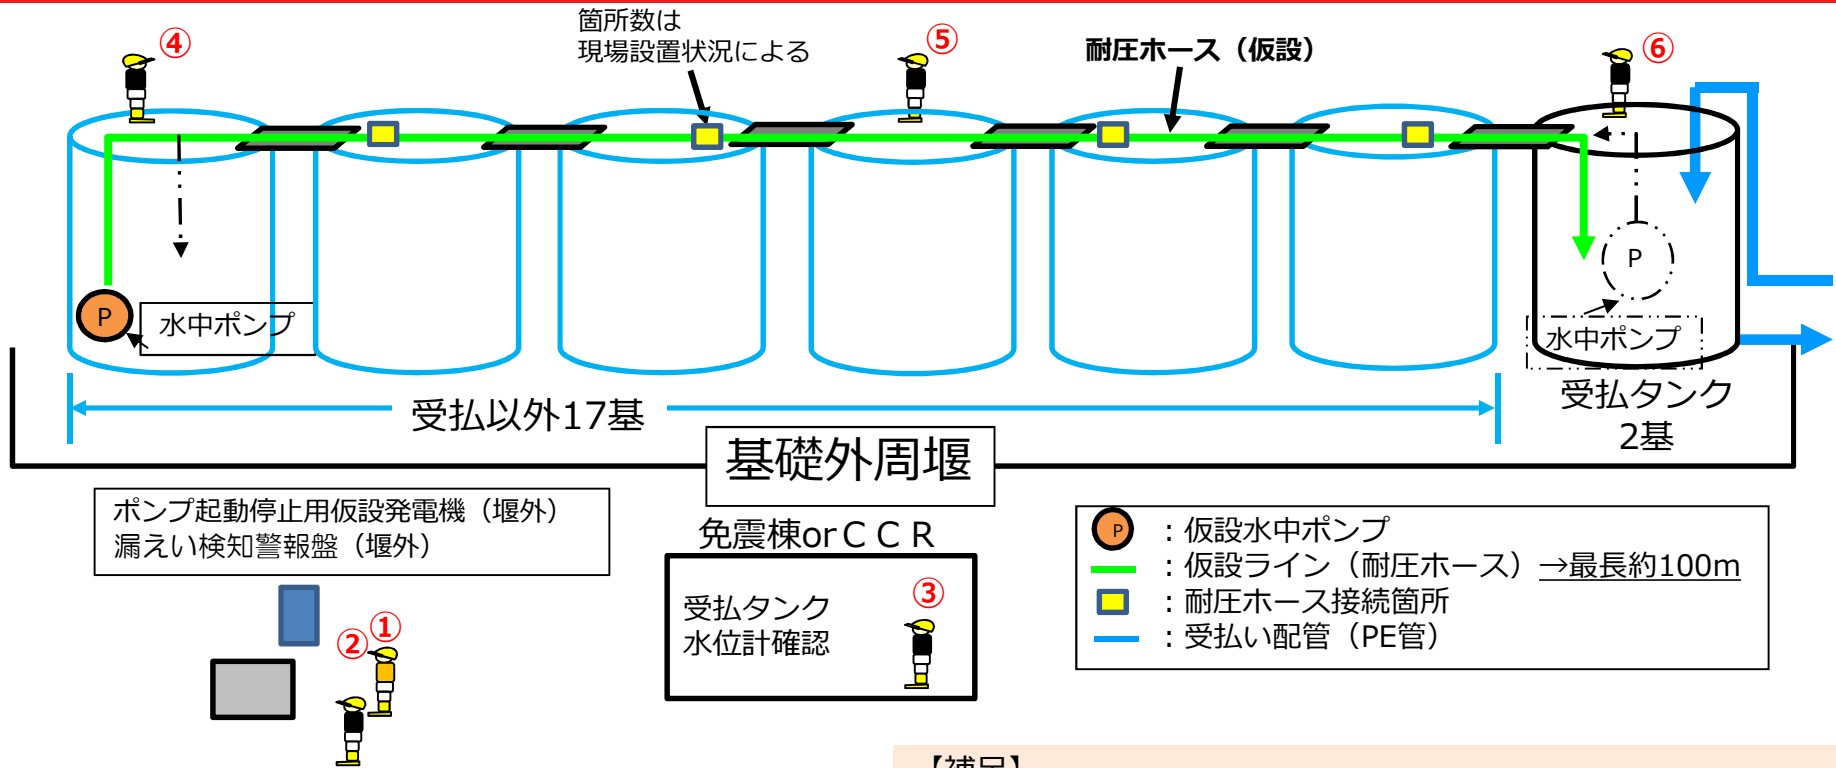 箇所数は
現場設置状況による
耐圧ホース（仮設）
④
⑤
⑥
P
水中ポンプ
P
水中ポンプ
受払以外17基
受払タンク
2基
基礎外周堰
ポンプ起動停止用仮設発電機（堰外）
漏えい検知警報盤（堰外）
①
②
免震棟orＣＣＲ
受払タンク
水位計確認
③
P
：仮設水中ポンプ
：仮設ライン（耐圧ホース）→最長約100m
：耐圧ホース接続箇所
：受払い配管（PE管）
【補足】